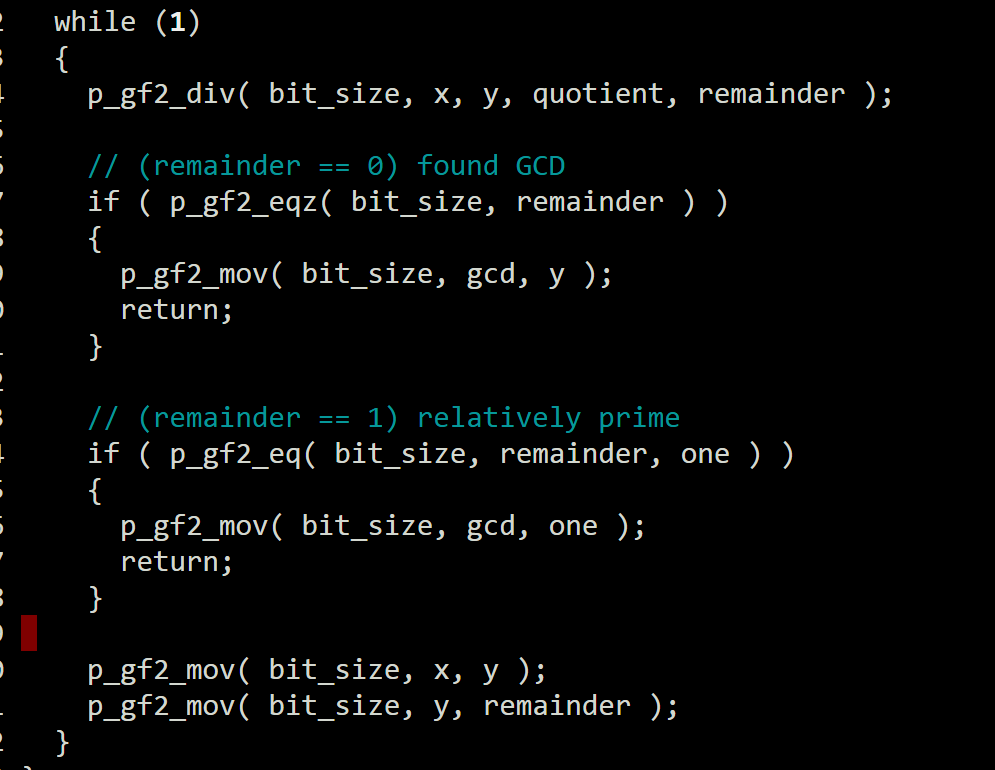 while (1)
{
p_gf2_div( bit_size, x, y, quotient, remainder );
// (remainder == 0) found GCD
if ( p_gf2_eqz( bit_size, remainder ) )
{
p_gf2_mov( bit_size, gcd, y );
return;
}
// (remainder == 1) relatively prime
if ( p_gf2_eq( bit_size, remainder, one ) )
{
p_gf2_mov( bit_size, gcd, one );
return;
}
p_gf2_mov( bit_size, x, y );
p_gf2_mov( bit_size, y, remainder );
}